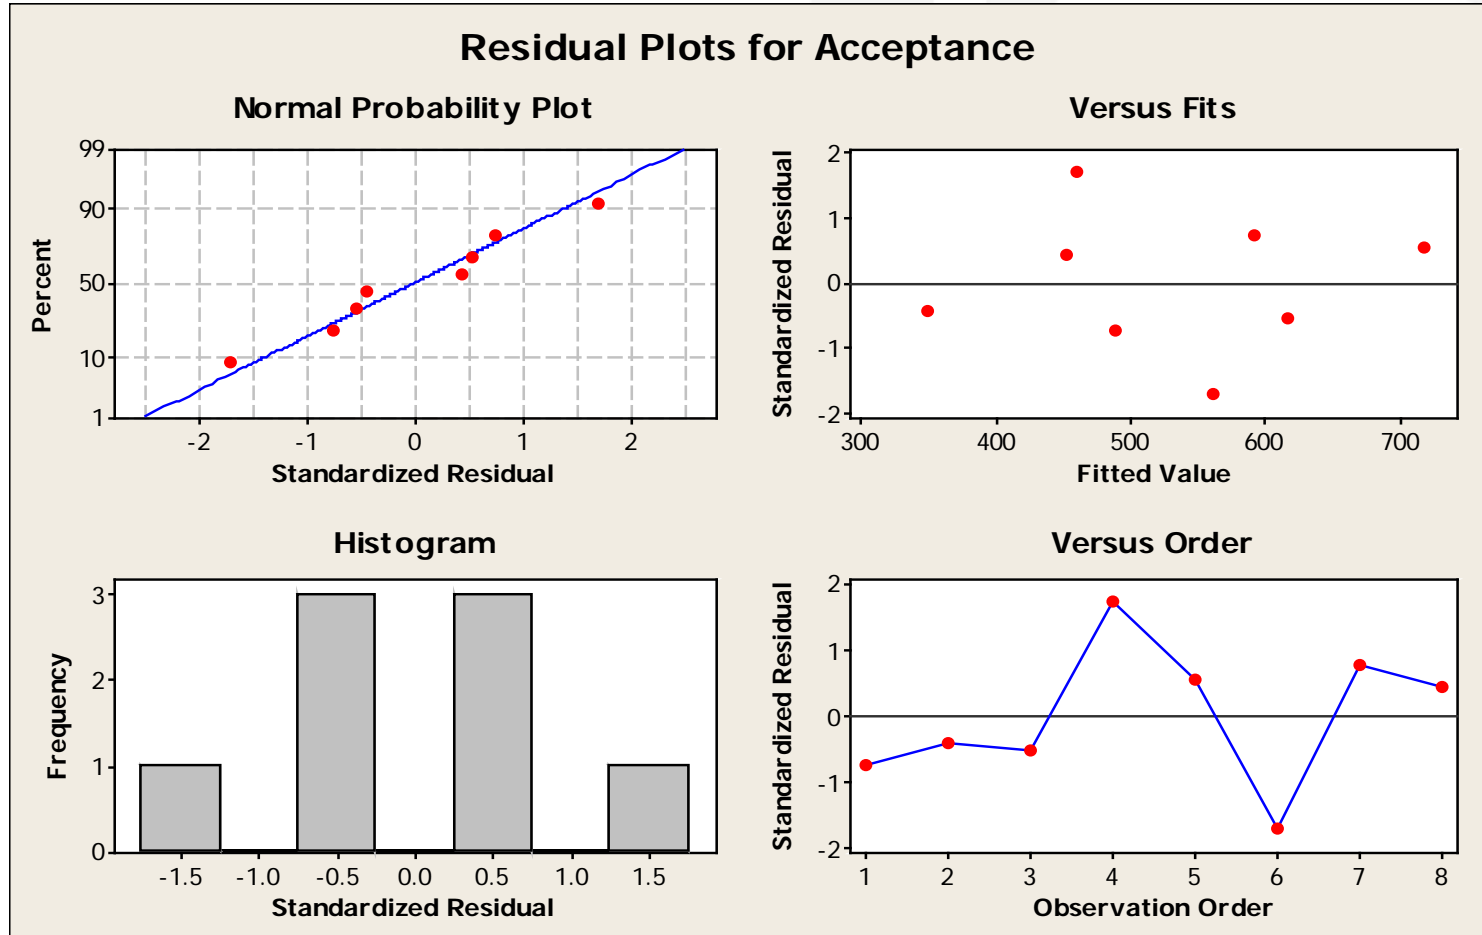 Residual Plots for Acceptance
Normal Probability Plot
99
90
50
10
1
Percent
-2 -1 0 1 2
Standardized Residual
Versus Fits
2
1
0
-1
-2
Standardized Residual
300 400 500 600 700
Fitted Value
Histogram
3
2
1
0
Frequency
-1.5 -1.0 -0.5 0.0 0.5 1.0 1.5
Standardized Residual
Versus Order
2
1
0
-1
-2
Standardized Residual
1 2 3 4 5 6 7 8
Observation Order